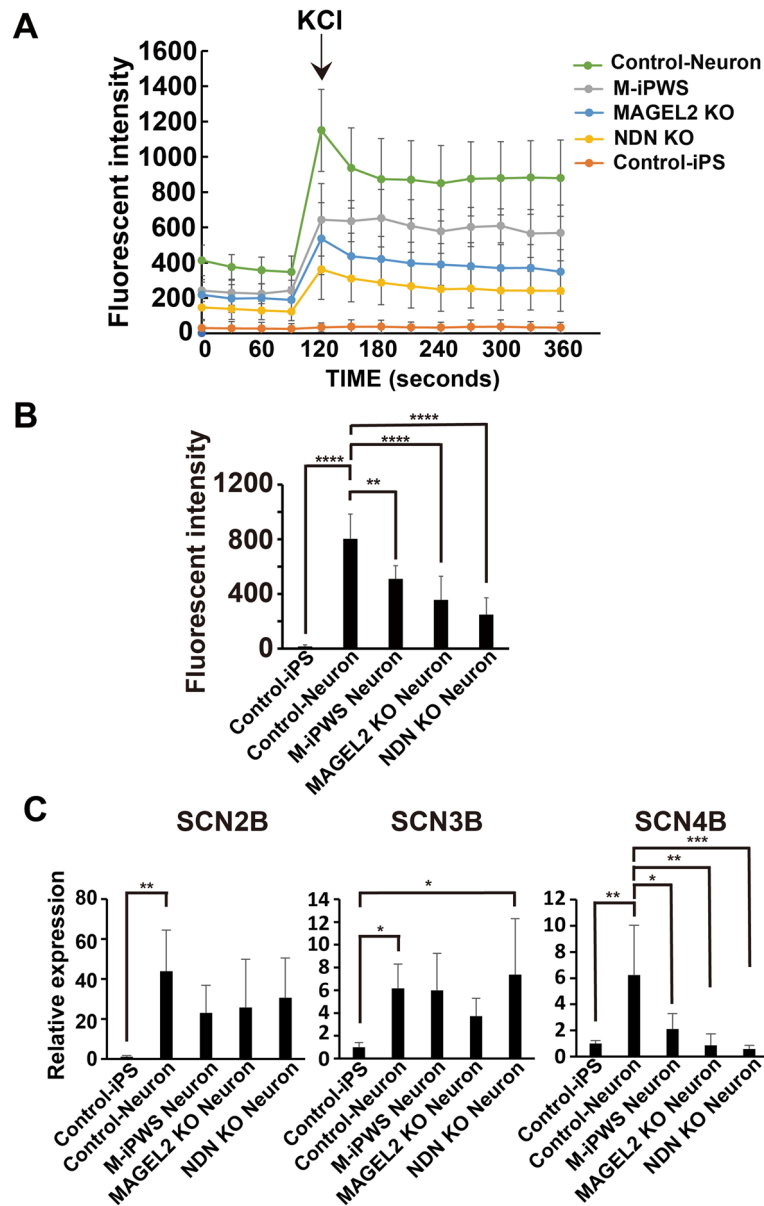 A
KCl
Fluorescent intensity
1600
1400
1200
1000
800
600
400
200
0
0 60 120 180 240 300 360
TIME (seconds)
Control-Neuron
M-iPWS
MAGEL2 KO
NDN KO
Control-iPS
B
Fluorescent intensity
1200
800
400
0
****
****
****
**
Control-iPS
Control-Neuron
M-iPWS Neuron
MAGEL2 KO Neuron
NDN KO Neuron
C
SCN2B
Relative expression
80
60
40
20
0
**
Control-iPS
Control-Neuron
M-iPWS Neuron
MAGEL2 KO Neuron
NDN KO Neuron
SCN3B
14
12
10
8
6
4
2
0
*
*
Control-iPS
Control-Neuron
M-iPWS Neuron
MAGEL2 KO Neuron
NDN KO Neuron
SCN4B
12
10
8
6
4
2
0
***
**
*
**
Control-iPS
Control-Neuron
M-iPWS Neuron
MAGEL2 KO Neuron
NDN KO Neuron